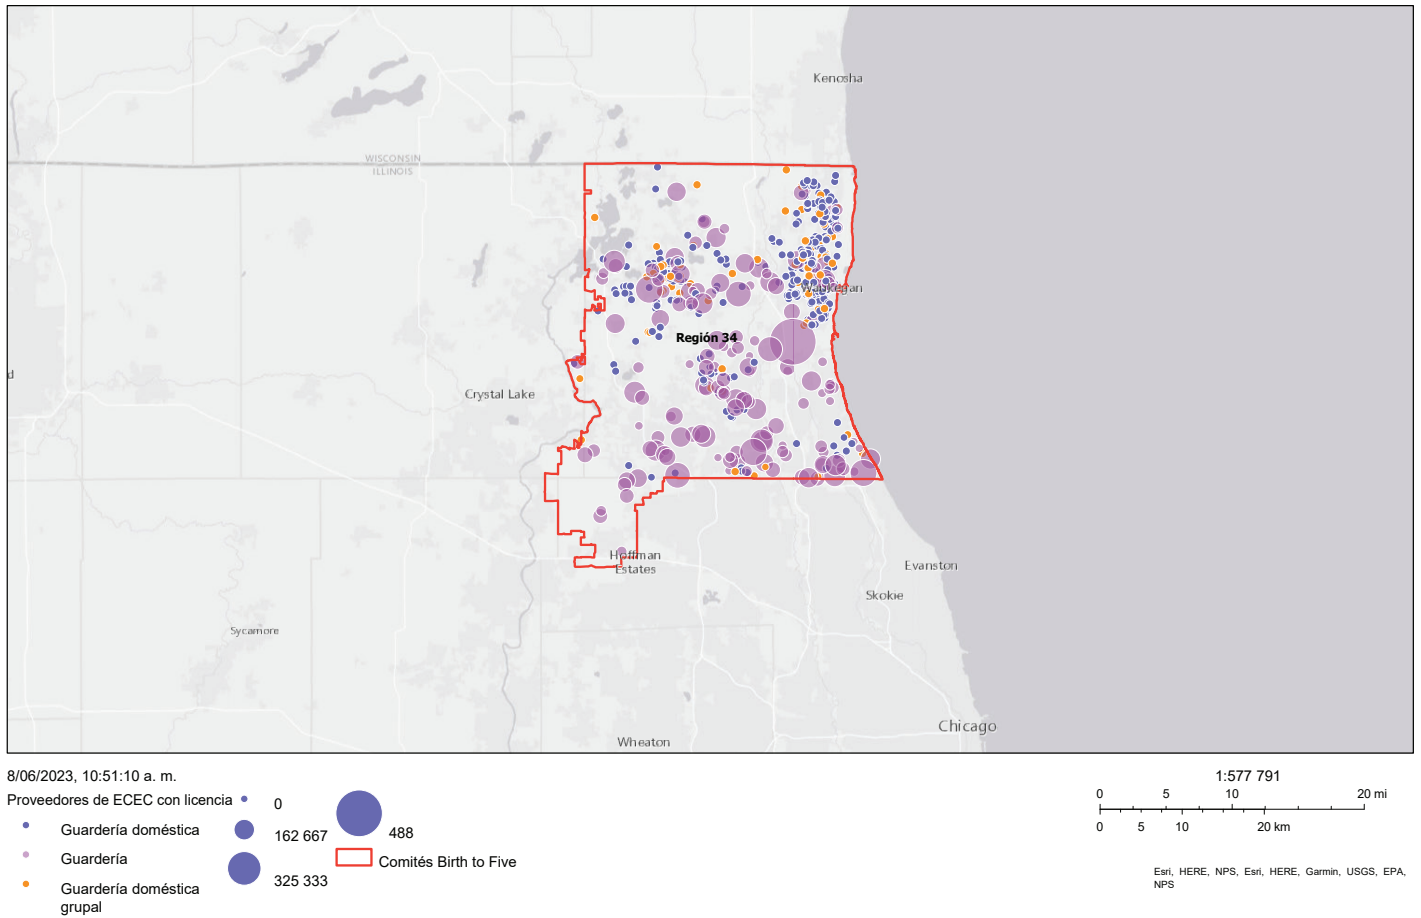 Kenosha
WISCONSIN
ILLINOIS
Waukegan
Región 34
d
Crystal Lake
Hoffman
Estates
Evanston
Skokie
Sycamore
Chicago
Wheaton
8/06/2023, 10:51:10 a. m.
Proveedores de ECEC con licencia
Guardería doméstica
Guardería
Guardería doméstica
grupal
0
162 667
325 333
488
Comités Birth to Five
1:577 791
0 5 10 20 mi
0 5 10 20 km
Esri, HERE, NPS, Esri, HERE, Garmin, USGS, EPA,
NPS